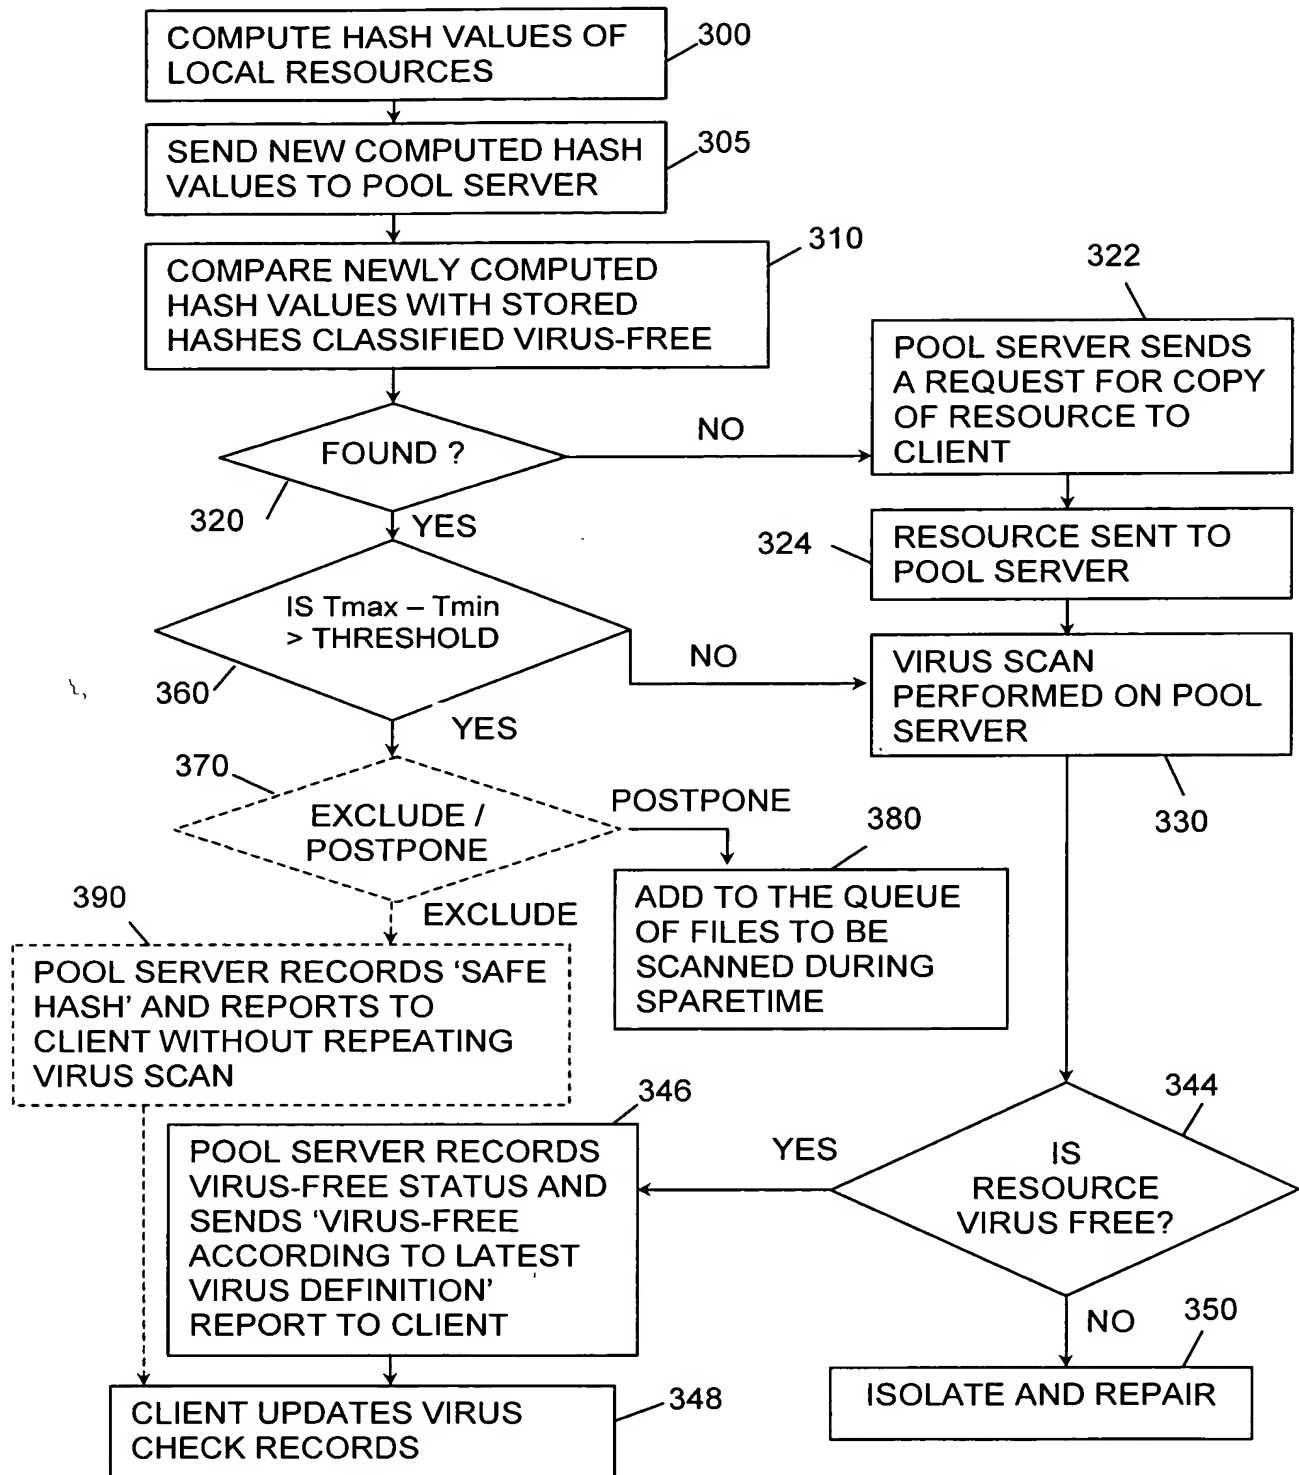 COMPUTE HASH VALUES OF
LOCAL RESOURCES
300
SEND NEW COMPUTED HASH
VALUES TO POOL SERVER
305
COMPARE NEWLY COMPUTED
HASH VALUES WITH STORED
HASHES CLASSIFIED VIRUS-FREE
310
FOUND ?
320
NO
YES
322
POOL SERVER SENDS
A REQUEST FOR COPY
OF RESOURCE TO
CLIENT
324
RESOURCE SENT TO
POOL SERVER
IS Tmax – Tmin
> THRESHOLD
360
NO
YES
VIRUS SCAN
PERFORMED ON POOL
SERVER
330
370
EXCLUDE /
POSTPONE
POSTPONE
EXCLUDE
380
ADD TO THE QUEUE
OF FILES TO BE
SCANNED DURING
SPARETIME
390
POOL SERVER RECORDS ‘SAFE
HASH’ AND REPORTS TO
CLIENT WITHOUT REPEATING
VIRUS SCAN
344
IS
RESOURCE
VIRUS FREE?
YES
NO
346
POOL SERVER RECORDS
VIRUS-FREE STATUS AND
SENDS ‘VIRUS-FREE
ACCORDING TO LATEST
VIRUS DEFINITION’
REPORT TO CLIENT
350
ISOLATE AND REPAIR
CLIENT UPDATES VIRUS
CHECK RECORDS
348